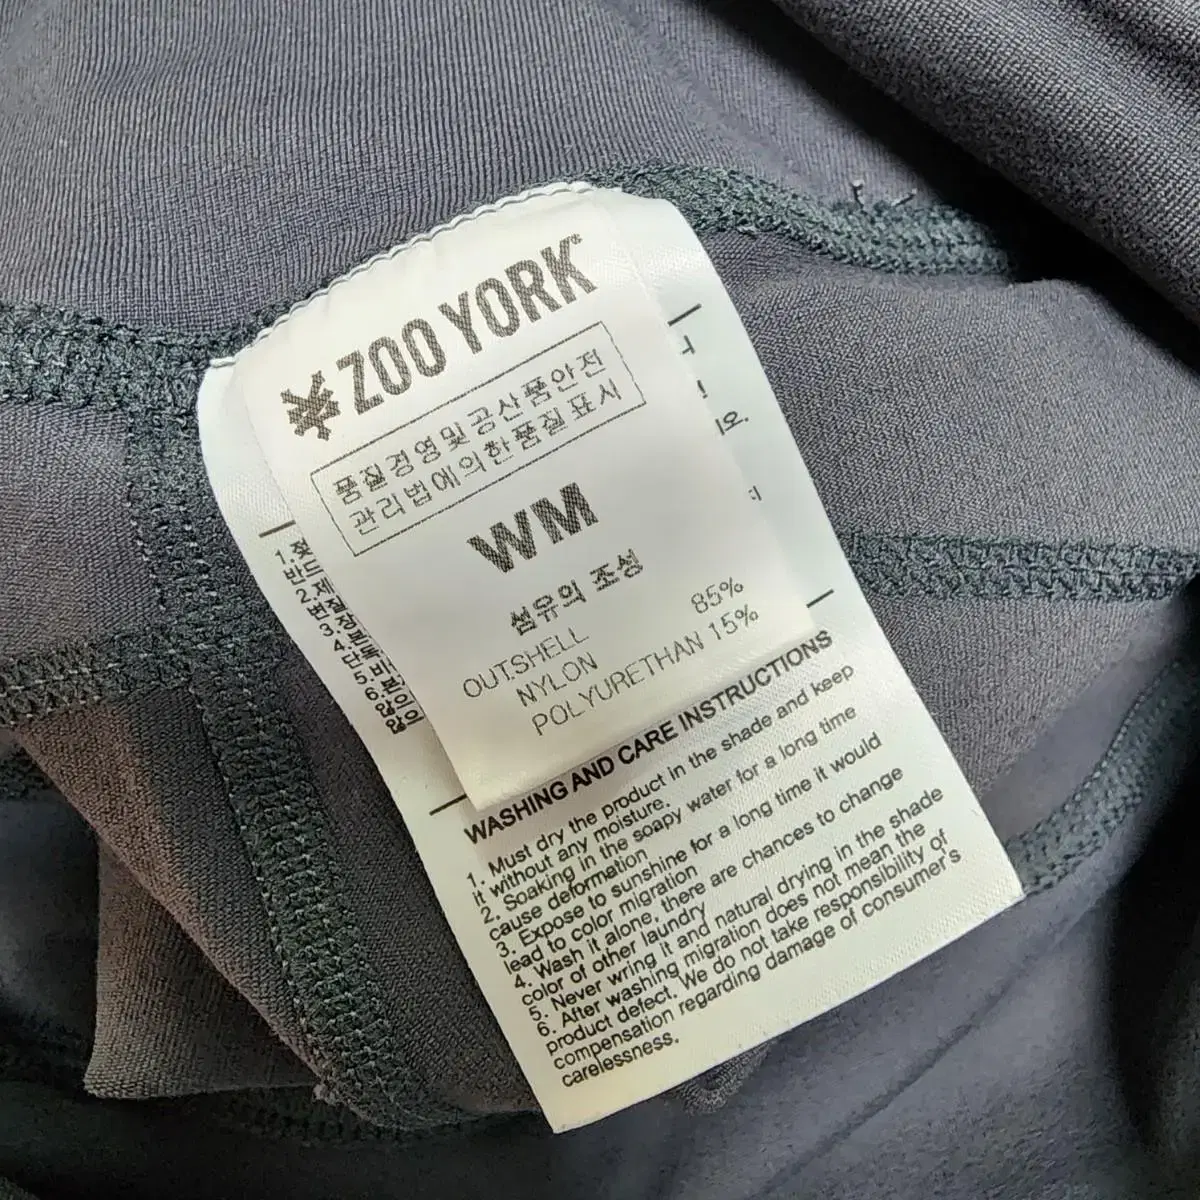 ZOO YORK
품질경영및공산품안전
관리법에의한품질표시
WM
섬유의 조성
OUTSHELL
NYLON 85%
POLYURETHAN 15%
WASHING AND CARE INSTRUCTIONS
1. Must dry the product in the shade and keep
it without any moisture.
2. Soaking in the soapy water for a long time
cause deformation
3. Expose to sunshine for a long time it would
lead to color migration
4. Wash it alone, there are chances to change
color of other laundry
5. Never wring it and natural drying in the shade
6. After washing migration does not mean the
product defect. We do not take responsibility of
compensation regarding damage of consumer's
carelessness.